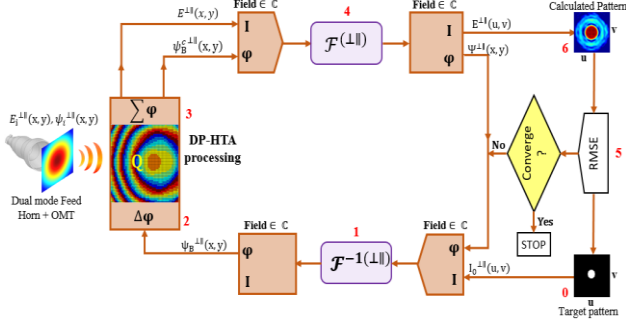 E^⊥∥(x,y)
Field ∈ ℂ
4
Field ∈ ℂ
Calculated Pattern
I
ℱ^(⊥∥)
I
E^⊥∥(u,v)
v
ψ_B^c⊥∥(x,y)
φ
φ
Ψ^⊥∥(x,y)
6
u
E_i^⊥∥(x,y), ψ_i^⊥∥(x,y)
∑ φ
3
DP-HTA
processing
Q
Converge
?
No
RMSE
5
Dual mode Feed
Horn + OMT
Δφ
2
Yes
STOP
ψ_B^⊥∥(x,y)
Field ∈ ℂ
1
Field ∈ ℂ
φ
ℱ^−1(⊥∥)
φ
I
I
I_0^⊥∥(u,v)
v
0
u
Target pattern